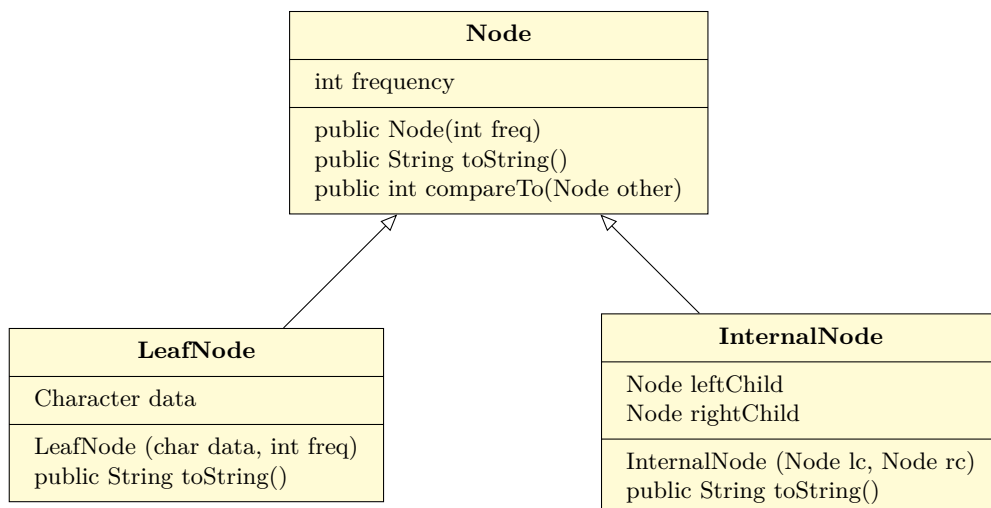 Node
int frequency
public Node(int freq)
public String toString()
public int compareTo(Node other)
LeafNode
Character data
LeafNode (char data, int freq)
public String toString()
InternalNode
Node leftChild
Node rightChild
InternalNode (Node lc, Node rc)
public String toString()